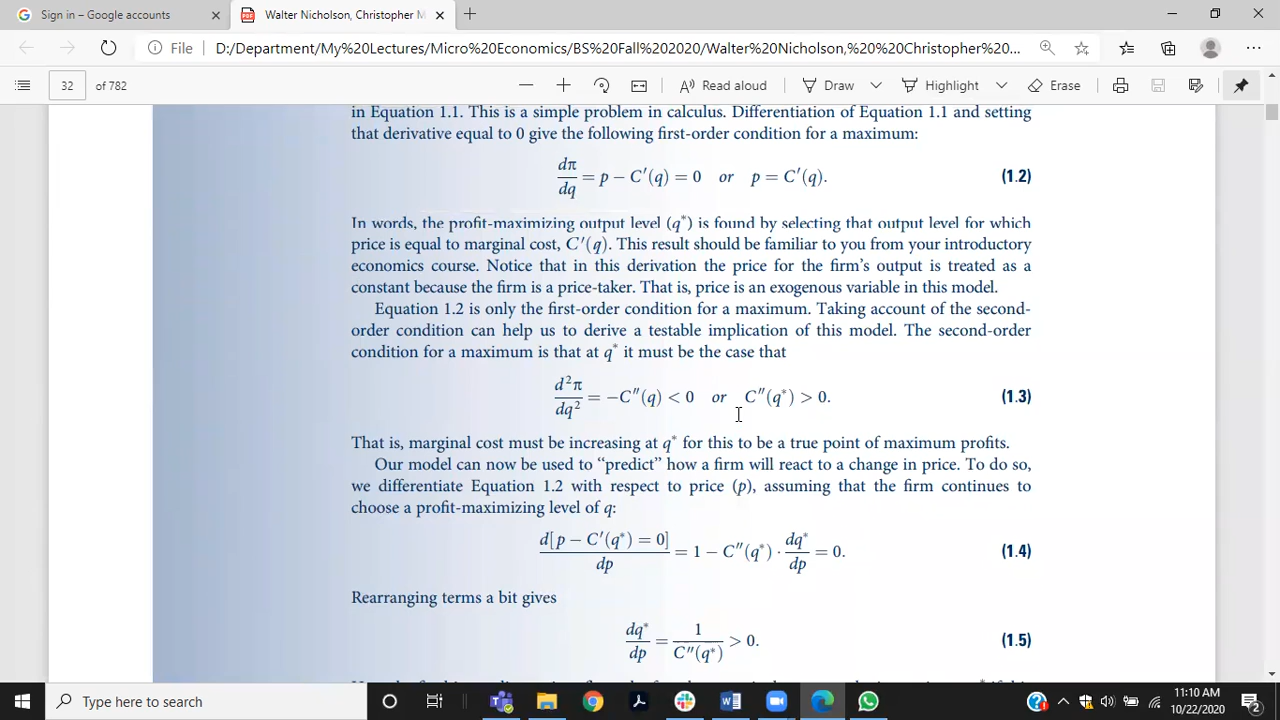 Sign in – Google accounts
Walter Nicholson, Christopher M
File
D:/Department/My%20Lectures/Micro%20Economics/BS%20Fall%202020/Walter%20Nicholson,%20%20Christopher%20...
32 of 782
Read aloud
Draw
Highlight
Erase
in Equation 1.1. This is a simple problem in calculus. Differentiation of Equation 1.1 and setting
that derivative equal to 0 give the following first-order condition for a maximum:
dπ/dq = p − C′(q) = 0 or p = C′(q). (1.2)
In words, the profit-maximizing output level (q*) is found by selecting that output level for which
price is equal to marginal cost, C′(q). This result should be familiar to you from your introductory
economics course. Notice that in this derivation the price for the firm's output is treated as a
constant because the firm is a price-taker. That is, price is an exogenous variable in this model.
Equation 1.2 is only the first-order condition for a maximum. Taking account of the second-
order condition can help us to derive a testable implication of this model. The second-order
condition for a maximum is that at q* it must be the case that
d²π/dq² = −C″(q) < 0 or C″(q*) > 0. (1.3)
That is, marginal cost must be increasing at q* for this to be a true point of maximum profits.
Our model can now be used to "predict" how a firm will react to a change in price. To do so,
we differentiate Equation 1.2 with respect to price (p), assuming that the firm continues to
choose a profit-maximizing level of q:
d[p − C′(q*) = 0]/dp = 1 − C″(q*) · dq*/dp = 0. (1.4)
Rearranging terms a bit gives
dq*/dp = 1/C″(q*) > 0. (1.5)
Type here to search
11:10 AM
10/22/2020
2